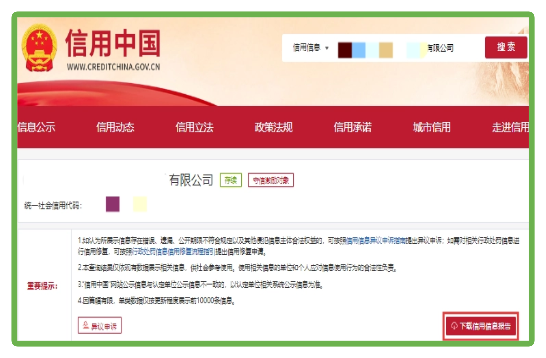 信用中国
WWW.CREDITCHINA.GOV.CN
信用信息
有限公司
搜索
信息公示 信用动态 信用立法 政策法规 信用承诺 城市信用 走进信用
有限公司 存续 守信激励对象
统一社会信用代码：
重要提示：
1.如认为所展示信息存在错误、遗漏、公开期限不符合规定以及其他侵犯信息主体合法权益的，可按照信用信息异议申诉指南提出异议申诉；如需对相关行政处罚信息进
行信用修复，可按照行政处罚信息信用修复流程指引提出信用修复申请。
2.本查询结果仅依现有数据展示相关信息，供社会参考使用。使用相关信息的单位和个人应对信息使用行为的合法性负责。
3."信用中国"网站公示信息与认定单位公示信息不一致的，以认定单位相关系统公示信息为准。
4.因篇幅有限，单类数据仅按更新程度展示前10000条信息。
异议申诉
下载信用信息报告